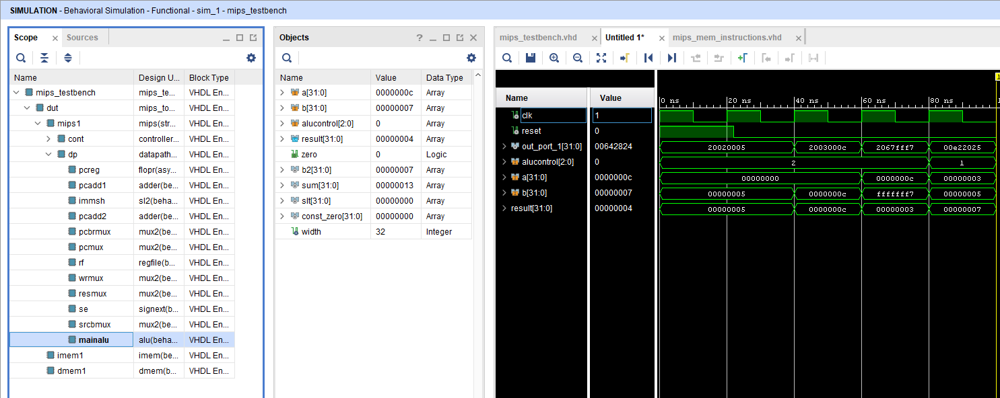 SIMULATION - Behavioral Simulation - Functional - sim_1 - mips_testbench
Scope
Sources
Name Design U... Block Type
mips_testbench mips_te... VHDL En...
dut mips_to... VHDL En...
mips1 mips(str... VHDL En...
cont controller... VHDL En...
dp datapath... VHDL En...
pcreg flopr(asy... VHDL En...
pcadd1 adder(be... VHDL En...
immsh sl2(beha... VHDL En...
pcadd2 adder(be... VHDL En...
pcbrmux mux2(be... VHDL En...
pcmux mux2(be... VHDL En...
rf regfile(b... VHDL En...
wrmux mux2(be... VHDL En...
resmux mux2(be... VHDL En...
se signext(b... VHDL En...
srcbmux mux2(be... VHDL En...
mainalu alu(beha... VHDL En...
imem1 imem(be... VHDL En...
dmem1 dmem(b... VHDL En...
Objects
Name Value Data Type
a[31:0] 0000000c Array
b[31:0] 00000007 Array
alucontrol[2:0] 0 Array
result[31:0] 00000004 Array
zero 0 Logic
b2[31:0] 00000007 Array
sum[31:0] 00000013 Array
slt[31:0] 00000000 Array
const_zero[31:0] 00000000 Array
width 32 Integer
mips_testbench.vhd
Untitled 1*
mips_mem_instructions.vhd
Name Value
0 ns 20 ns 40 ns 60 ns 80 ns
clk 1
reset 0
out_port_1[31:0] 00642824 20020005 2003000c 2067fff7 00e22025
alucontrol[2:0] 0 2 1
a[31:0] 0000000c 00000000 0000000c 00000003
b[31:0] 00000007 00000005 0000000c fffffff7 00000005
result[31:0] 00000004 00000005 0000000c 00000003 00000007